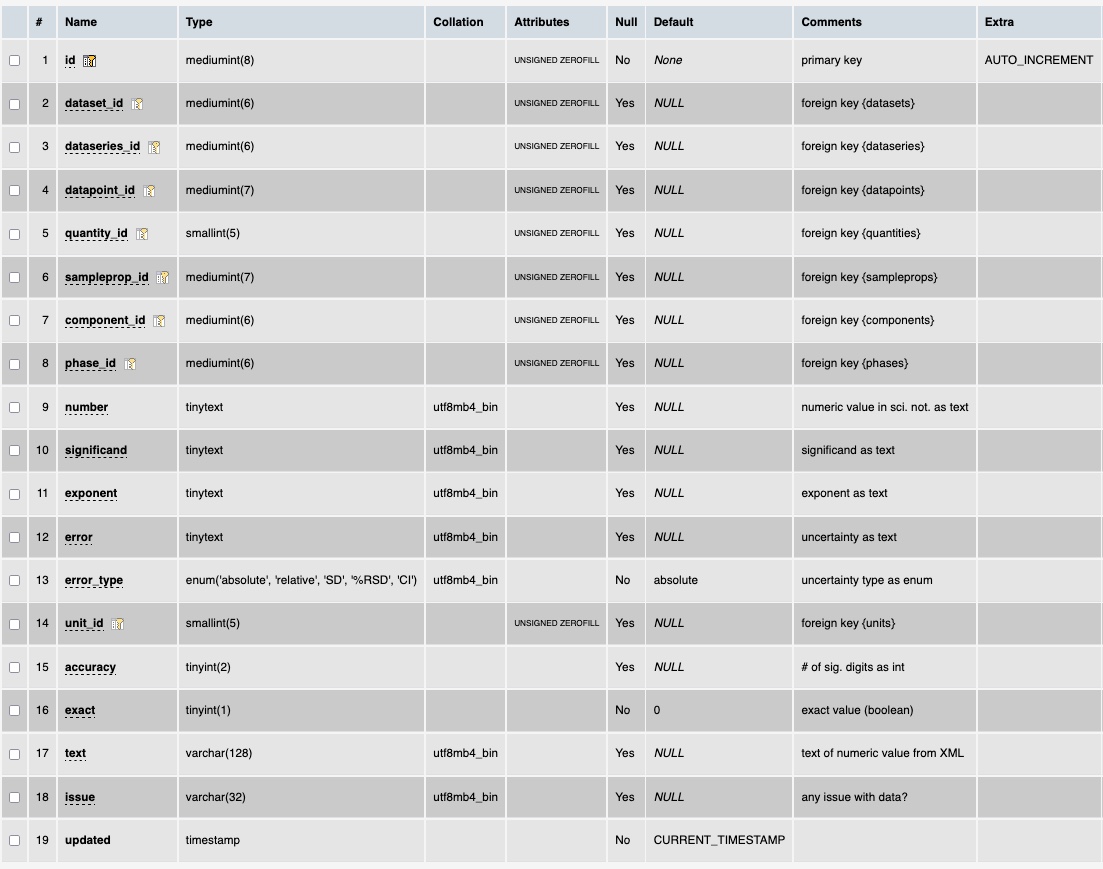 # Name Type Collation Attributes Null Default Comments Extra
1 id mediumint(8) UNSIGNED ZEROFILL No None primary key AUTO_INCREMENT
2 dataset_id mediumint(6) UNSIGNED ZEROFILL Yes NULL foreign key {datasets}
3 dataseries_id mediumint(6) UNSIGNED ZEROFILL Yes NULL foreign key {dataseries}
4 datapoint_id mediumint(7) UNSIGNED ZEROFILL Yes NULL foreign key {datapoints}
5 quantity_id smallint(5) UNSIGNED ZEROFILL Yes NULL foreign key {quantities}
6 sampleprop_id mediumint(7) UNSIGNED ZEROFILL Yes NULL foreign key {sampleprops}
7 component_id mediumint(6) UNSIGNED ZEROFILL Yes NULL foreign key {components}
8 phase_id mediumint(6) UNSIGNED ZEROFILL Yes NULL foreign key {phases}
9 number tinytext utf8mb4_bin Yes NULL numeric value in sci. not. as text
10 significand tinytext utf8mb4_bin Yes NULL significand as text
11 exponent tinytext utf8mb4_bin Yes NULL exponent as text
12 error tinytext utf8mb4_bin Yes NULL uncertainty as text
13 error_type enum('absolute', 'relative', 'SD', '%RSD', 'CI') utf8mb4_bin No absolute uncertainty type as enum
14 unit_id smallint(5) UNSIGNED ZEROFILL Yes NULL foreign key {units}
15 accuracy tinyint(2) Yes NULL # of sig. digits as int
16 exact tinyint(1) No 0 exact value (boolean)
17 text varchar(128) utf8mb4_bin Yes NULL text of numeric value from XML
18 issue varchar(32) utf8mb4_bin Yes NULL any issue with data?
19 updated timestamp No CURRENT_TIMESTAMP